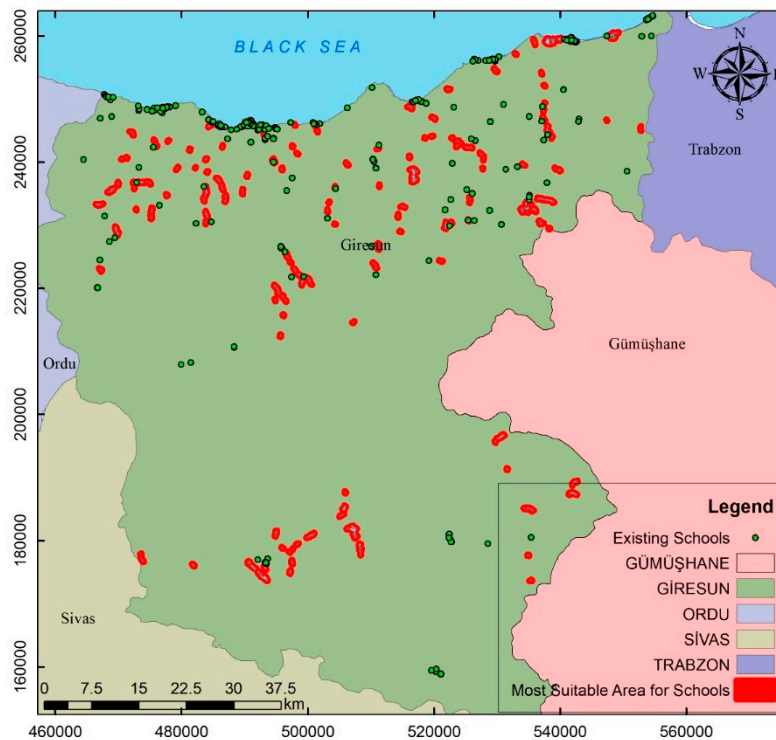 260000
BLACK SEA
N
W
E
S
Trabzon
240000
Giresun
220000
Gümüşhane
Ordu
200000
Legend
Existing Schools
180000
GÜMÜŞHANE
GİRESUN
ORDU
Sivas
SİVAS
160000
TRABZON
Most Suitable Area for Schools
0 7.5 15 22.5 30 37.5
km
460000 480000 500000 520000 540000 560000